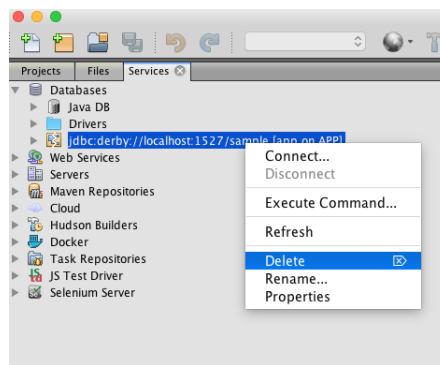 Projects Files Services
Databases
Java DB
Drivers
jdbc:derby://localhost:1527/sample [app on APP]
Web Services
Servers
Maven Repositories
Cloud
Hudson Builders
Docker
Task Repositories
JS Test Driver
Selenium Server
Connect...
Disconnect
Execute Command...
Refresh
Delete
Rename...
Properties